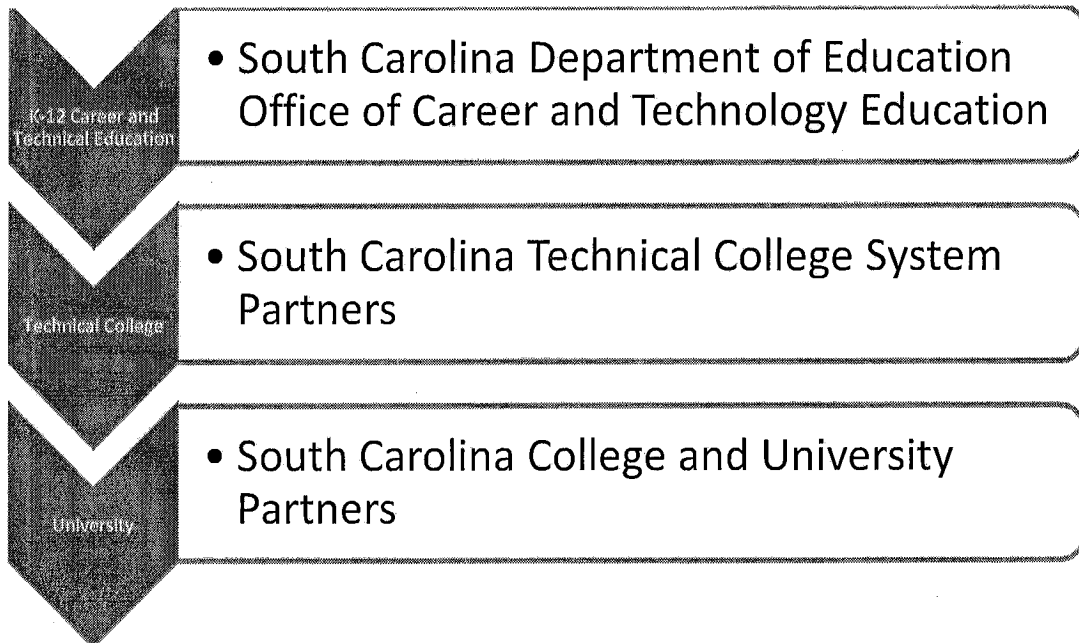 K-12 Career and
Technical Education
• South Carolina Department of Education
Office of Career and Technology Education
Technical College
• South Carolina Technical College System
Partners
University
• South Carolina College and University
Partners